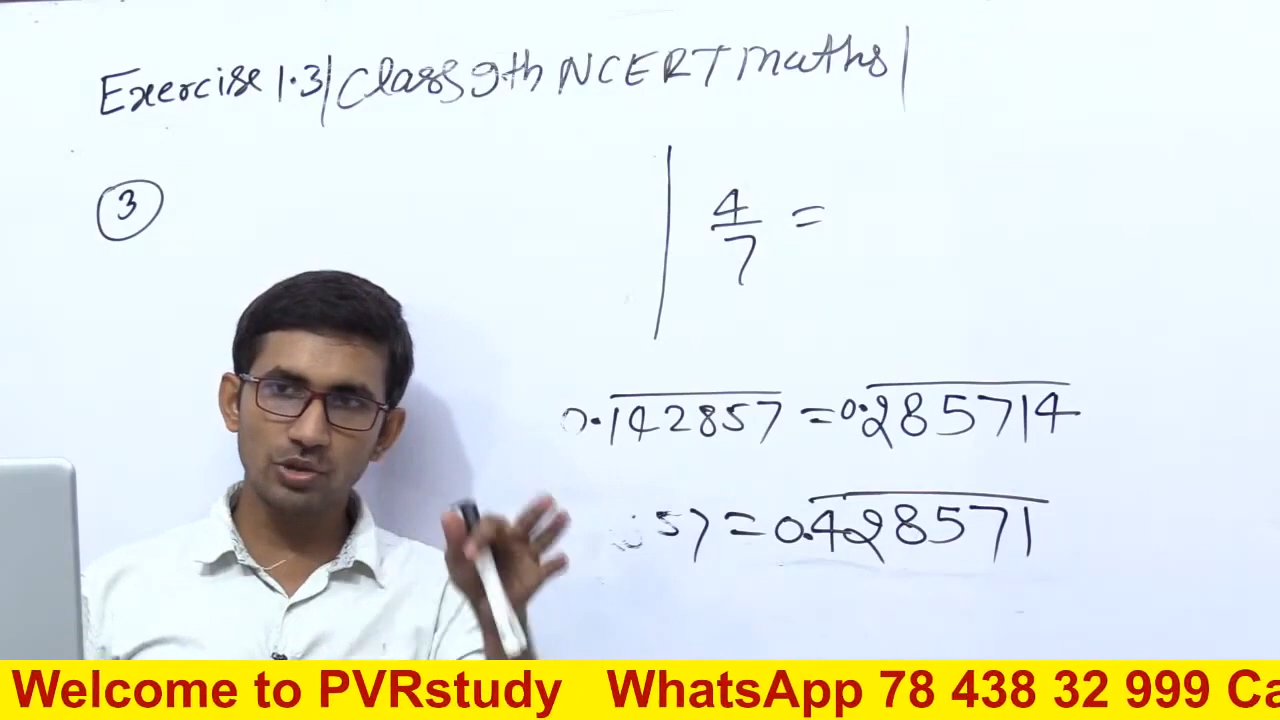 Exercise 1.3 | Class 9th NCERT Maths |
3
4/7 =
0.142857 = 0.285714
57 = 0.428571
Welcome to PVRstudy WhatsApp 78 438 32 999 Ca